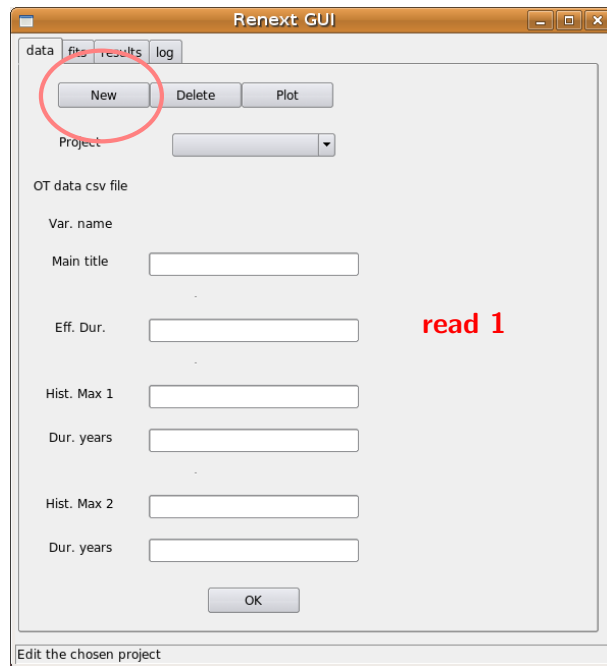 Renext GUI
data fits results log
New Delete Plot
Project
OT data csv file
Var. name
Main title
Eff. Dur.
read 1
Hist. Max 1
Dur. years
Hist. Max 2
Dur. years
OK
Edit the chosen project